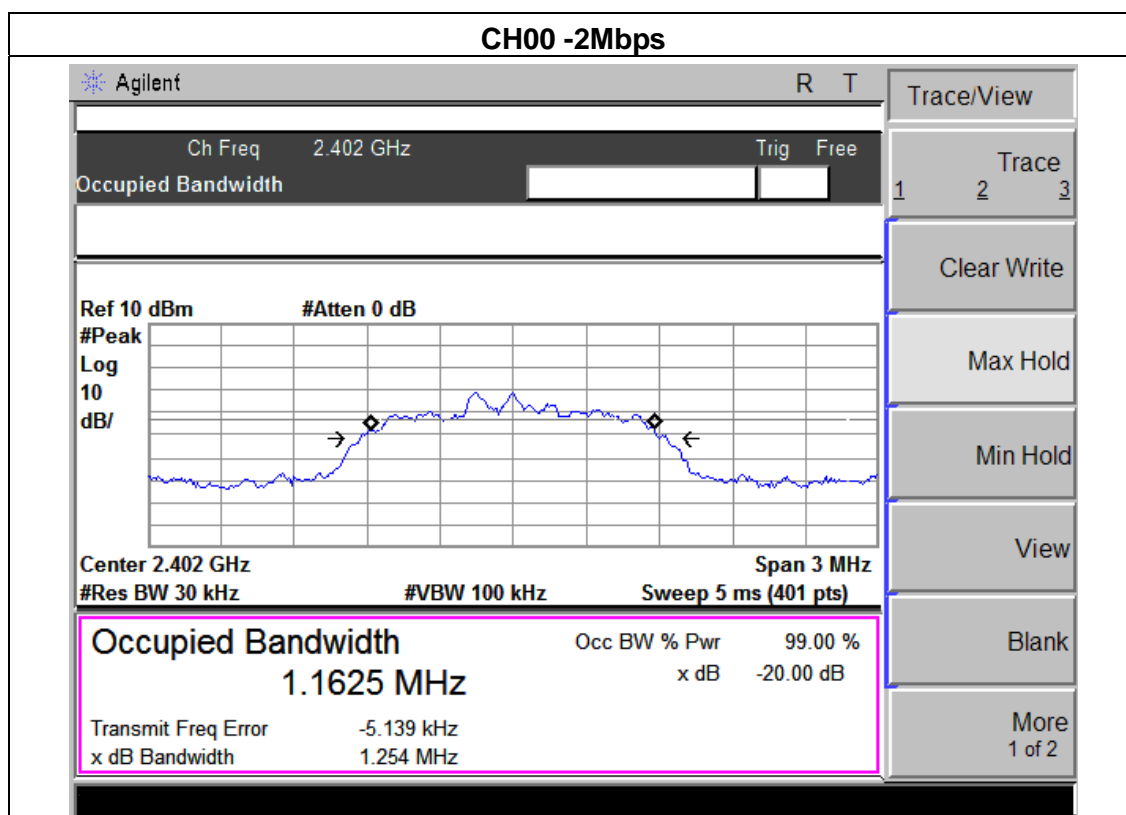 CH00 -2Mbps
Agilent R T
Trace/View
Ch Freq 2.402 GHz Trig Free
Occupied Bandwidth
Trace
1 2 3
Clear Write
Ref 10 dBm #Atten 0 dB
#Peak
Log
10
dB/
Max Hold
Min Hold
View
Center 2.402 GHz Span 3 MHz
#Res BW 30 kHz #VBW 100 kHz Sweep 5 ms (401 pts)
Occupied Bandwidth Occ BW % Pwr 99.00 %
1.1625 MHz x dB -20.00 dB
Blank
Transmit Freq Error -5.139 kHz
x dB Bandwidth 1.254 MHz
More
1 of 2